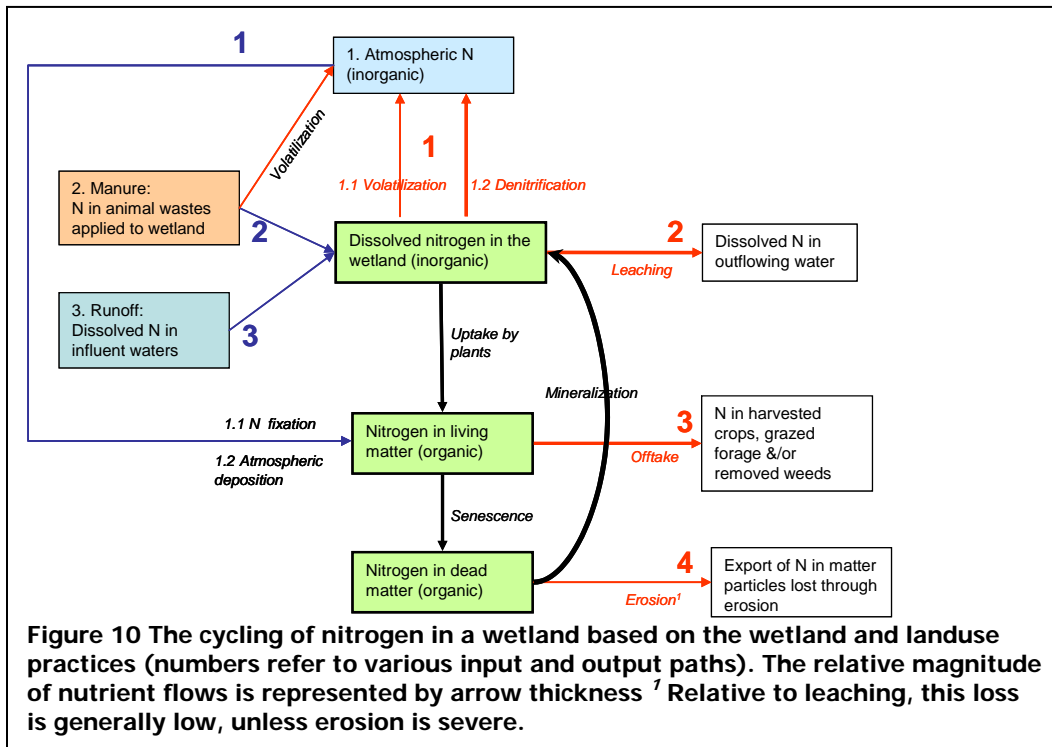 1
1. Atmospheric N
(inorganic)
Volatilization
1
1.1 Volatilization
1.2 Denitrification
2. Manure:
N in animal wastes
applied to wetland
2
Dissolved nitrogen in the
wetland (inorganic)
2
Leaching
Dissolved N in
outflowing water
3. Runoff:
Dissolved N in
influent waters
3
Uptake by
plants
Mineralization
1.1 N fixation
1.2 Atmospheric
deposition
Nitrogen in living
matter (organic)
3
Offtake
N in harvested
crops, grazed
forage &/or
removed weeds
Senescence
Nitrogen in dead
matter (organic)
4
Erosion¹
Export of N in matter
particles lost through
erosion
Figure 10 The cycling of nitrogen in a wetland based on the wetland and landuse
practices (numbers refer to various input and output paths). The relative magnitude
of nutrient flows is represented by arrow thickness ¹ Relative to leaching, this loss
is generally low, unless erosion is severe.